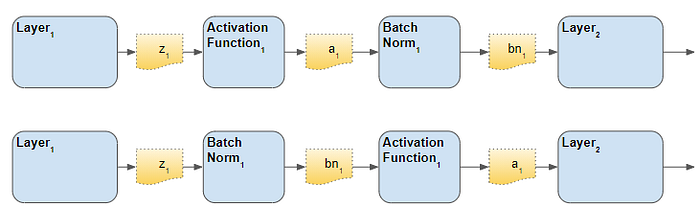 Layer₁
z₁
Activation
Function₁
a₁
Batch
Norm₁
bn₁
Layer₂
Layer₁
z₁
Batch
Norm₁
bn₁
Activation
Function₁
a₁
Layer₂